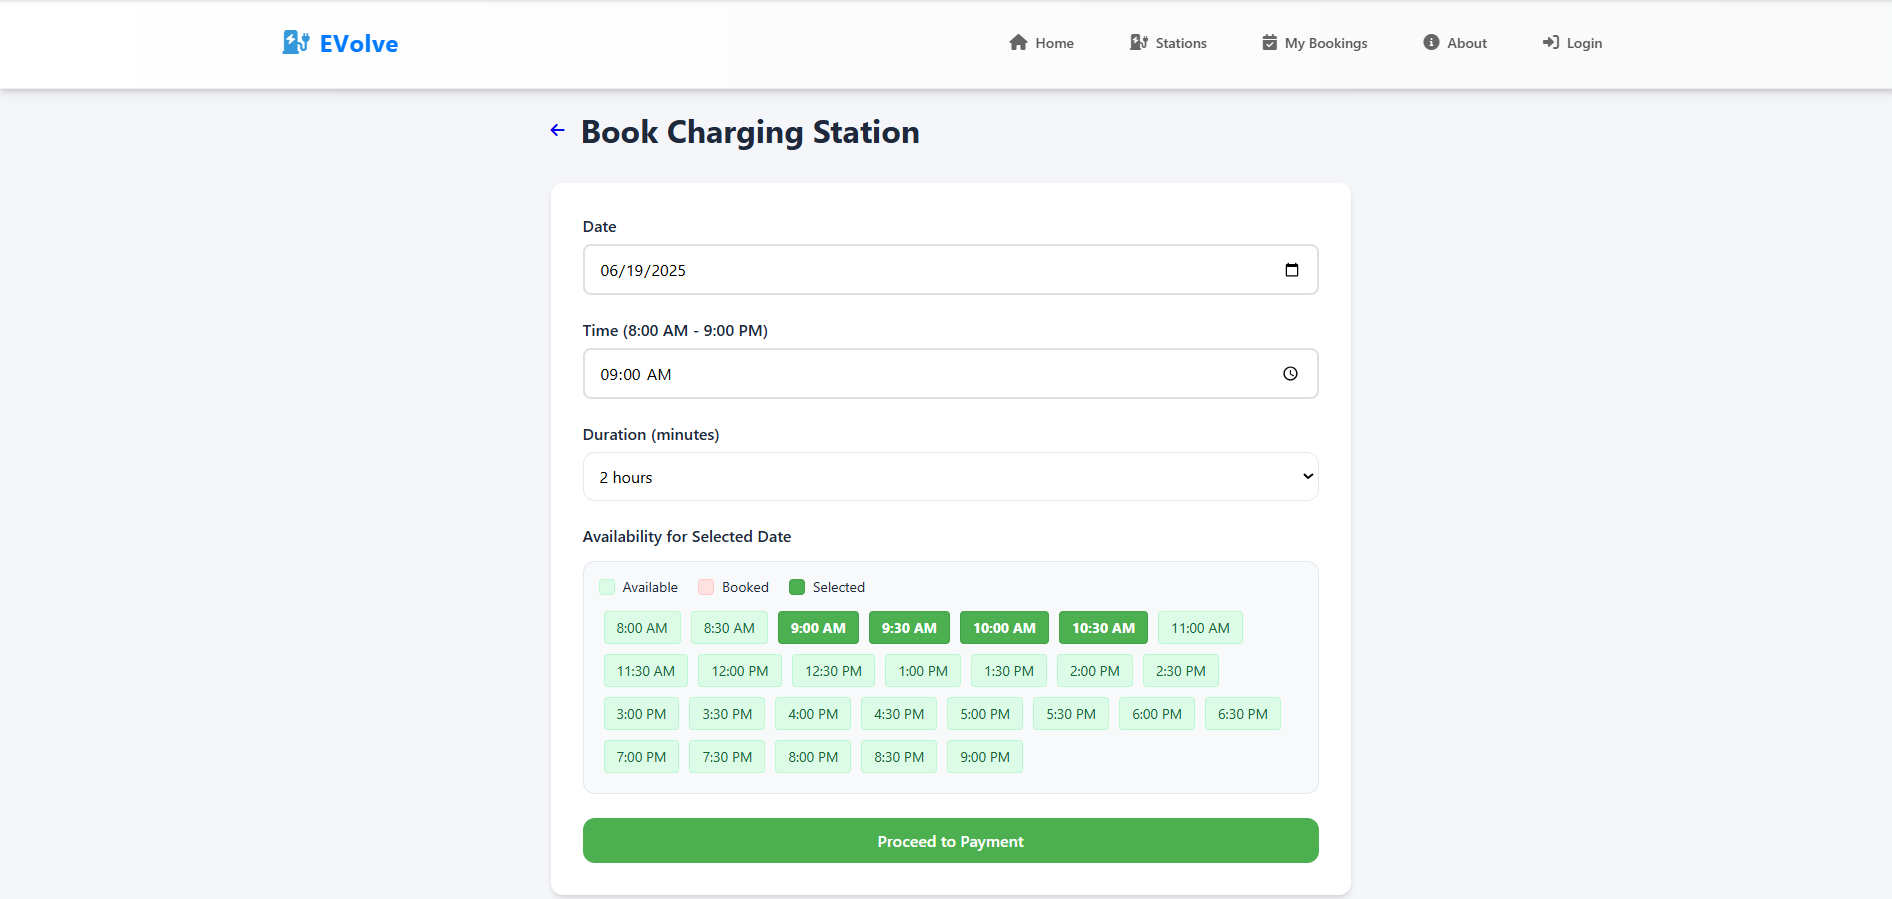 EVolve Home Stations My Bookings About Login
Book Charging Station
Date
06/19/2025
Time (8:00 AM - 9:00 PM)
09:00 AM
Duration (minutes)
2 hours
Availability for Selected Date
Available Booked Selected
8:00 AM 8:30 AM 9:00 AM 9:30 AM 10:00 AM 10:30 AM 11:00 AM
11:30 AM 12:00 PM 12:30 PM 1:00 PM 1:30 PM 2:00 PM 2:30 PM
3:00 PM 3:30 PM 4:00 PM 4:30 PM 5:00 PM 5:30 PM 6:00 PM 6:30 PM
7:00 PM 7:30 PM 8:00 PM 8:30 PM 9:00 PM
Proceed to Payment